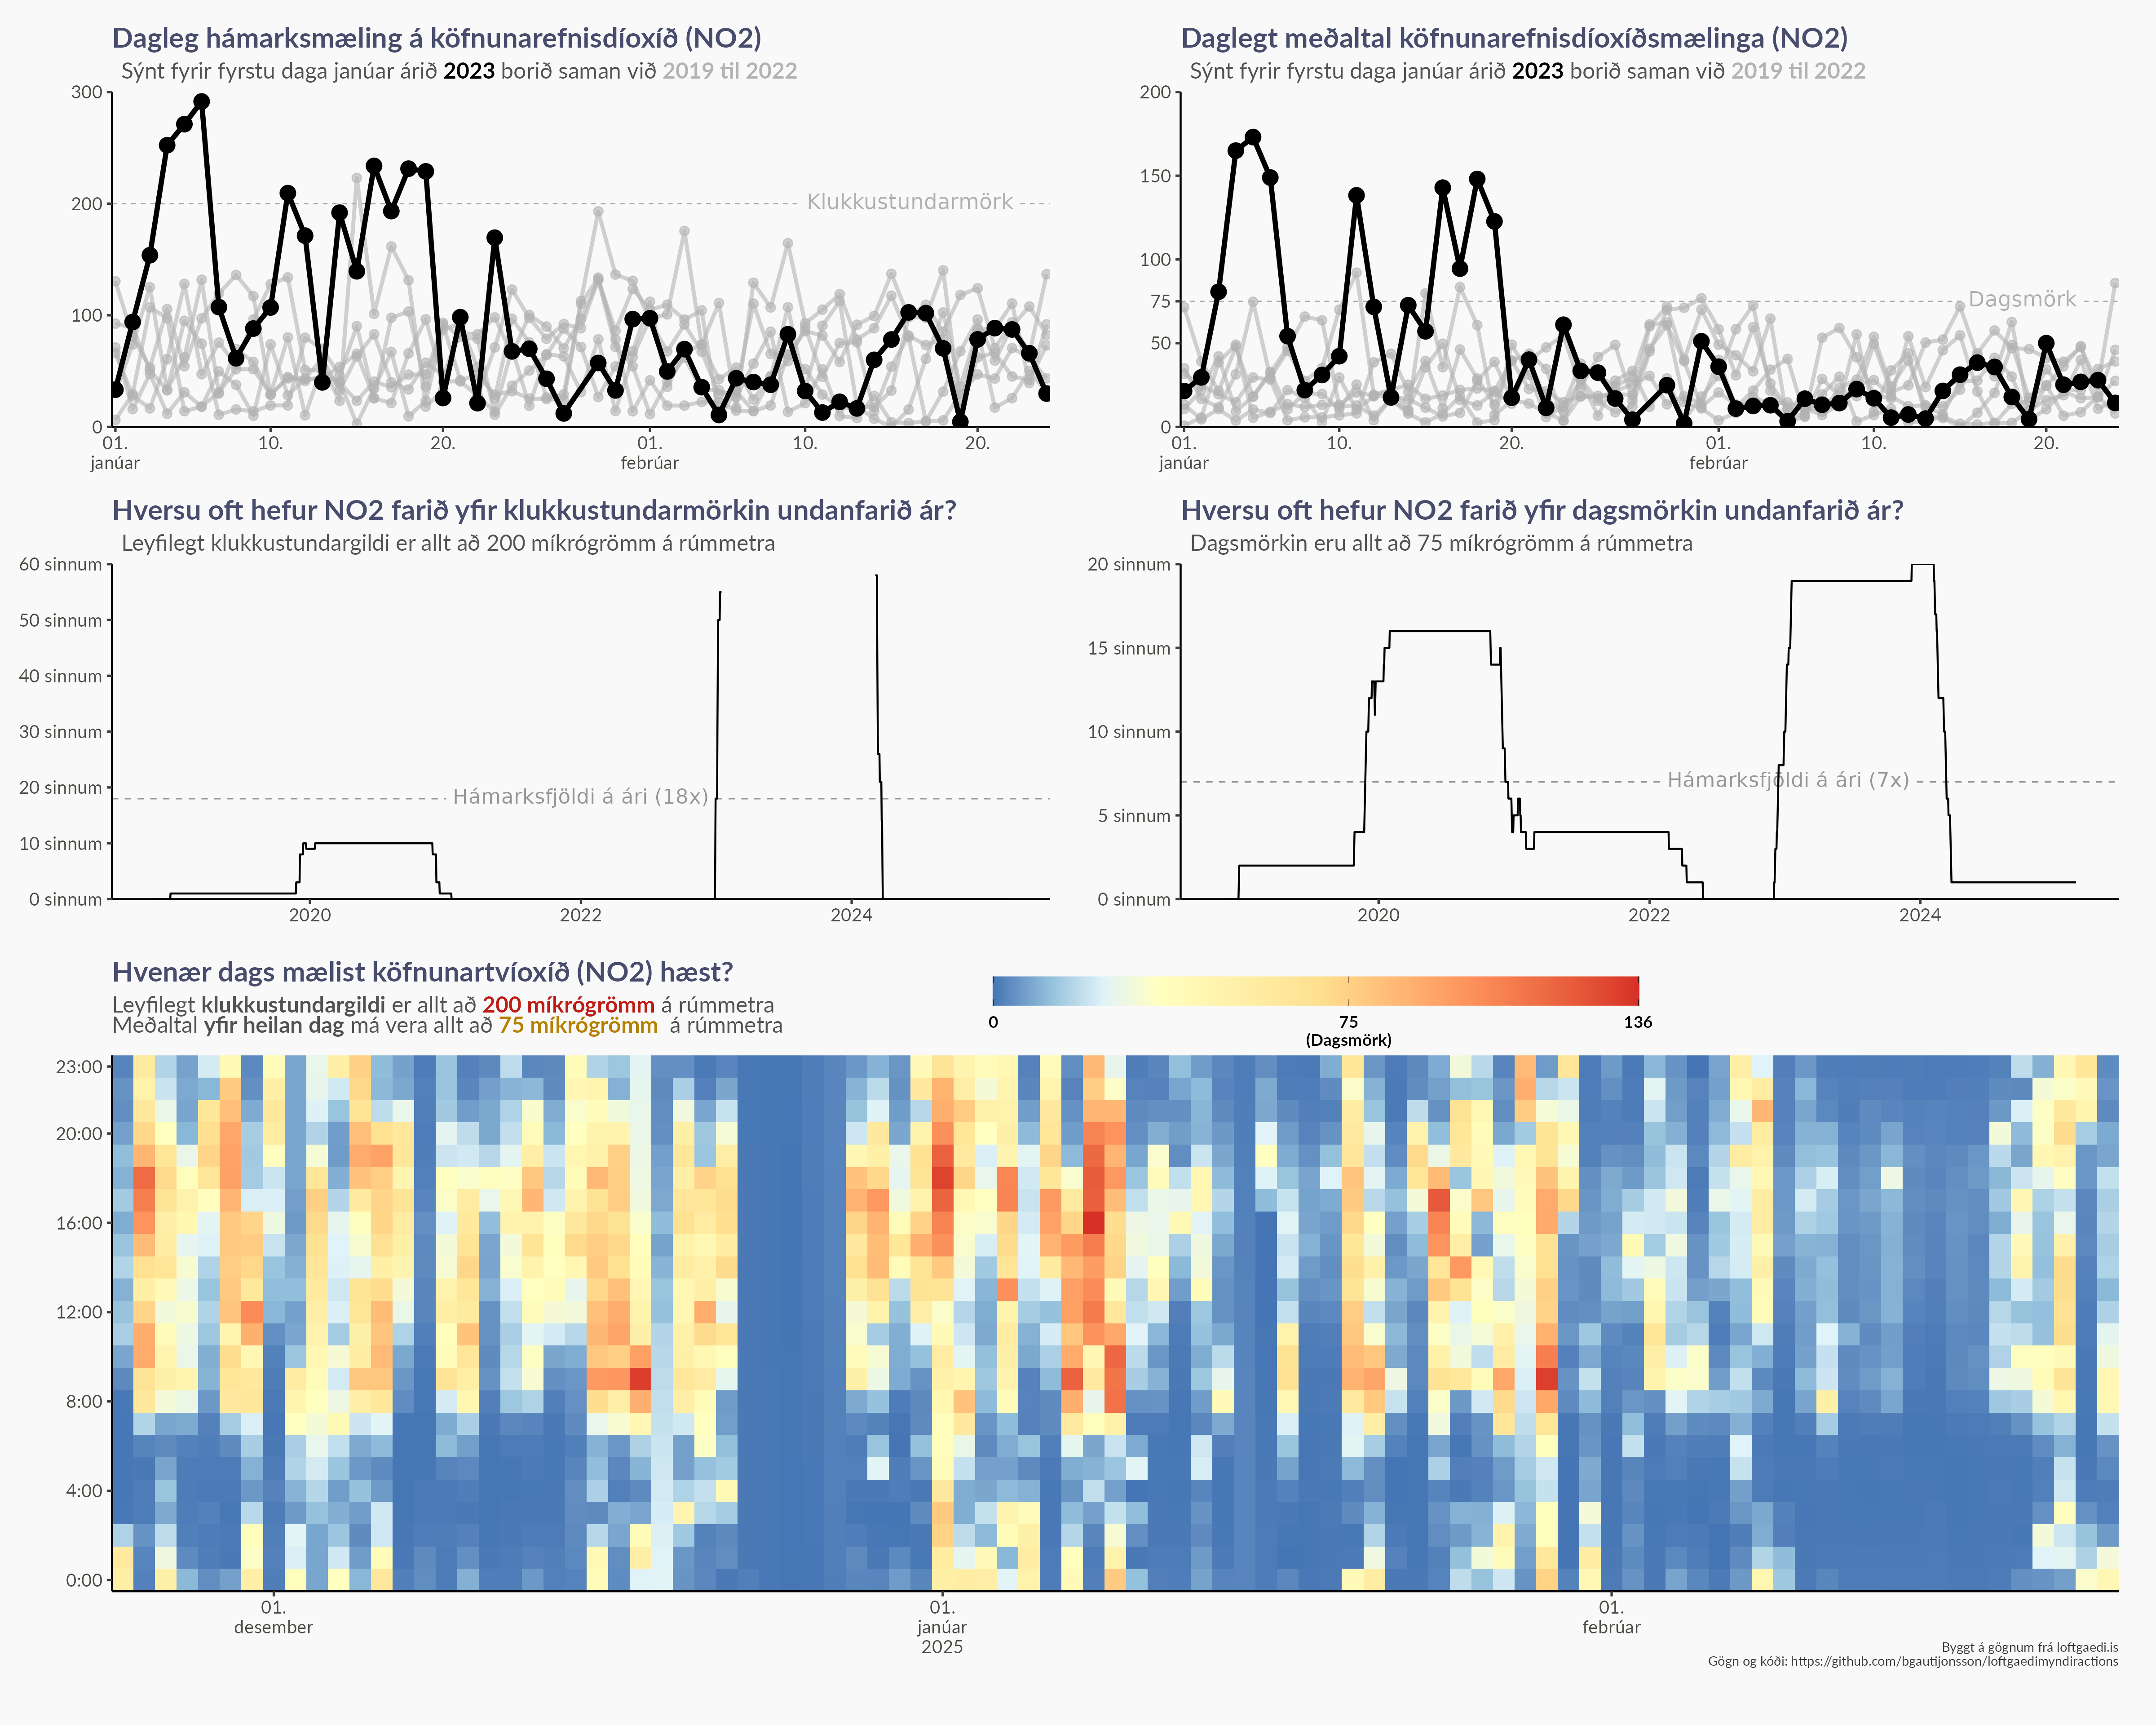 Dagleg hámarksmæling á köfnunarefnisdíoxíð (NO2)
Sýnt fyrir fyrstu daga janúar árið 2023 borið saman við 2019 til 2022
300
200
100
0
Klukkustundarmörk
01.
janúar
10.
20.
01.
febrúar
10.
20.
Daglegt meðaltal köfnunarefnisdíoxíðsmælinga (NO2)
Sýnt fyrir fyrstu daga janúar árið 2023 borið saman við 2019 til 2022
200
150
100
75
50
0
Dagsmörk
01.
janúar
10.
20.
01.
febrúar
10.
20.
Hversu oft hefur NO2 farið yfir klukkustundarmörkin undanfarið ár?
Leyfilegt klukkustundargildi er allt að 200 míkrógrömm á rúmmetra
60 sinnum
50 sinnum
40 sinnum
30 sinnum
20 sinnum
10 sinnum
0 sinnum
Hámarksfjöldi á ári (18x)
2020
2022
2024
Hversu oft hefur NO2 farið yfir dagsmörkin undanfarið ár?
Dagsmörkin eru allt að 75 míkrógrömm á rúmmetra
20 sinnum
15 sinnum
10 sinnum
5 sinnum
0 sinnum
Hámarksfjöldi á ári (7x)
2020
2022
2024
Hvenær dags mælist köfnunartvíoxíð (NO2) hæst?
Leyfilegt klukkustundargildi er allt að 200 míkrógrömm á rúmmetra
Meðaltal yfir heilan dag má vera allt að 75 míkrógrömm á rúmmetra
0
75
(Dagsmörk)
136
23:00
20:00
16:00
12:00
8:00
4:00
0:00
01.
desember
01.
janúar
2025
01.
febrúar
Byggt á gögnum frá loftgaedi.is
Gögn og kóði: https://github.com/bgautijonsson/loftgaedimyndiractions